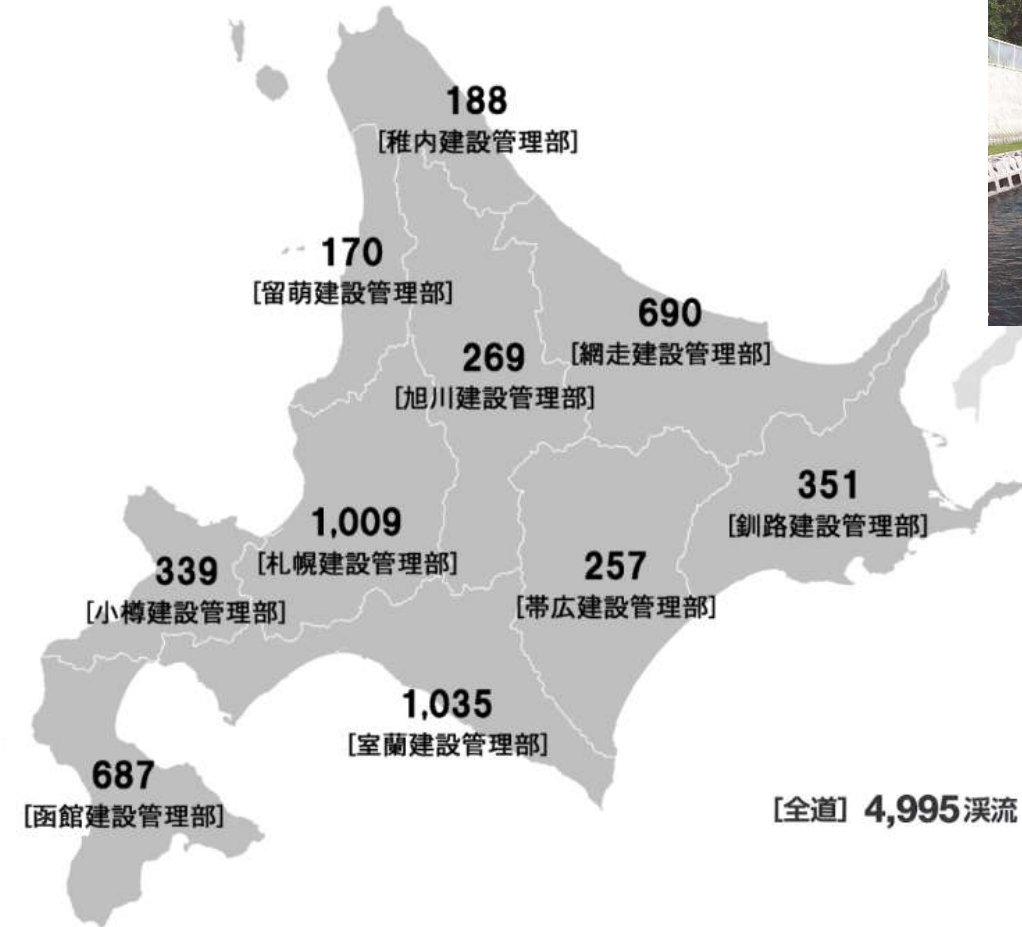 188
[稚内建設管理部]
170
[留萌建設管理部]
690
[網走建設管理部]
269
[旭川建設管理部]
351
[釧路建設管理部]
1,009
[札幌建設管理部]
339
[小樽建設管理部]
257
[帯広建設管理部]
1,035
[室蘭建設管理部]
687
[函館建設管理部]
[全道] 4,995渓流